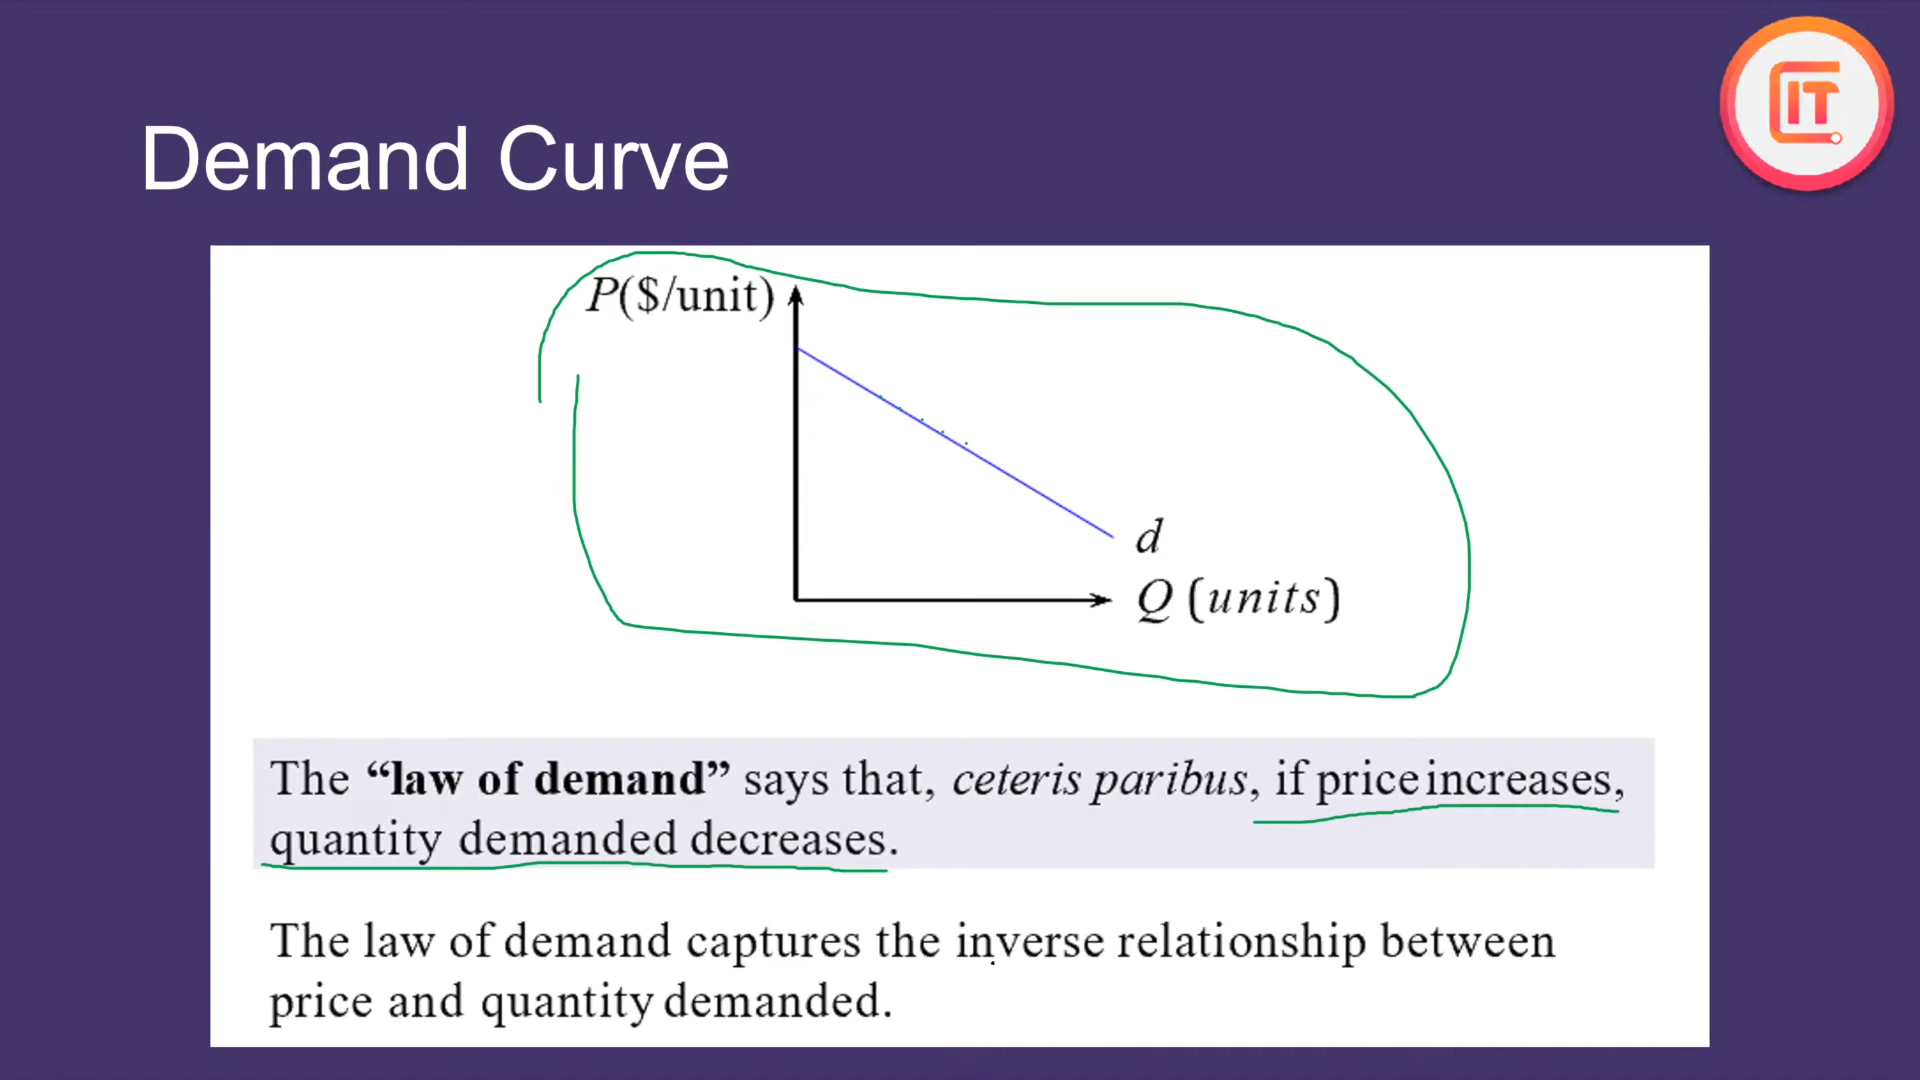 IT
Demand Curve
P($/unit)
d
Q (units)
The “law of demand” says that, ceteris paribus, if price increases,
quantity demanded decreases.
The law of demand captures the inverse relationship between
price and quantity demanded.